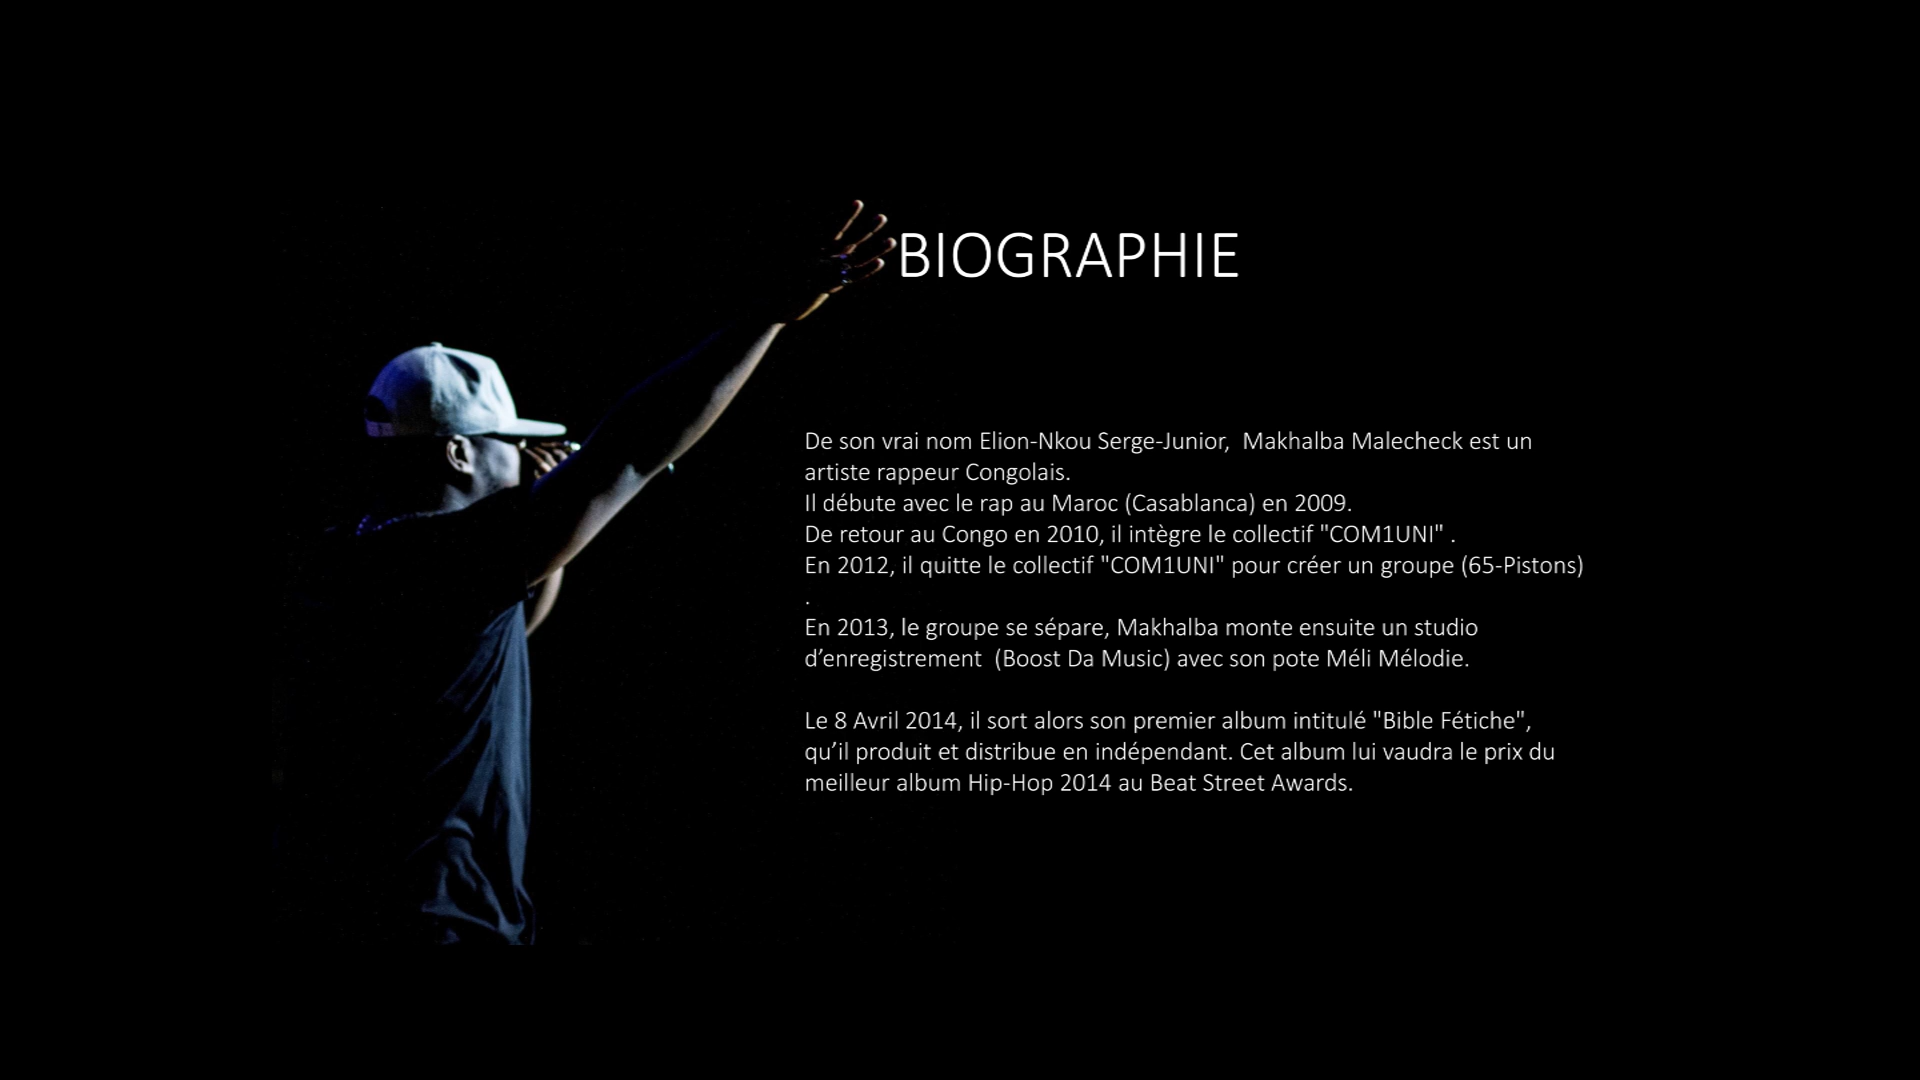 BIOGRAPHIE
De son vrai nom Elion-Nkou Serge-Junior,  Makhalba Malecheck est un
artiste rappeur Congolais.
Il débute avec le rap au Maroc (Casablanca) en 2009.
De retour au Congo en 2010, il intègre le collectif "COM1UNI" .
En 2012, il quitte le collectif "COM1UNI" pour créer un groupe (65-Pistons)
.
En 2013, le groupe se sépare, Makhalba monte ensuite un studio
d’enregistrement  (Boost Da Music) avec son pote Méli Mélodie.
Le 8 Avril 2014, il sort alors son premier album intitulé "Bible Fétiche",
qu’il produit et distribue en indépendant. Cet album lui vaudra le prix du
meilleur album Hip-Hop 2014 au Beat Street Awards.